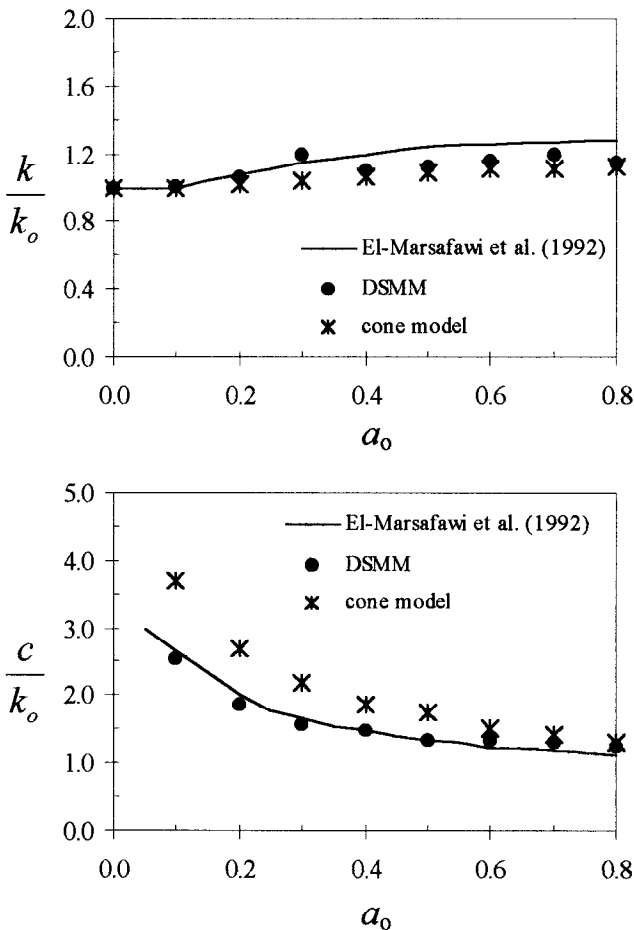 2.0
1.6
1.2
0.8
0.4
0.0
k
k_o
El-Marsafawi et al. (1992)
DSMM
cone model
0.0 0.2 0.4 0.6 0.8
a_o
5.0
4.0
3.0
2.0
1.0
0.0
c
k_o
El-Marsafawi et al. (1992)
DSMM
cone model
0.0 0.2 0.4 0.6 0.8
a_o